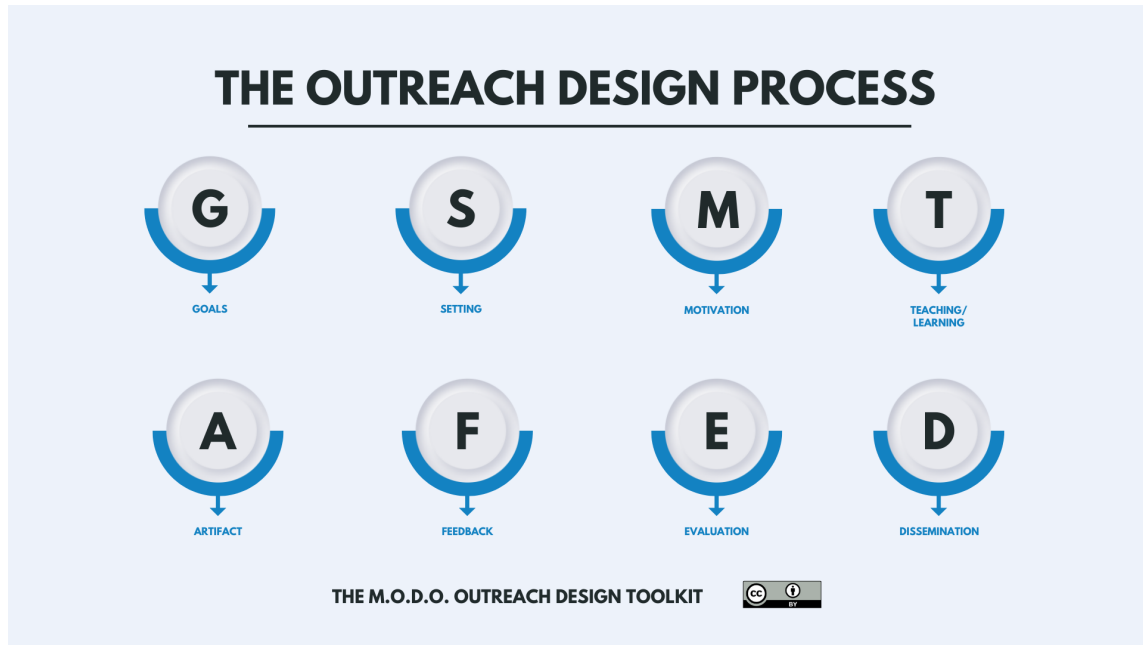 THE OUTREACH DESIGN PROCESS
G
S
M
T
GOALS
SETTING
MOTIVATION
TEACHING/
LEARNING
A
F
E
D
ARTIFACT
FEEDBACK
EVALUATION
DISSEMINATION
THE M.O.D.O. OUTREACH DESIGN TOOLKIT
cc
BY